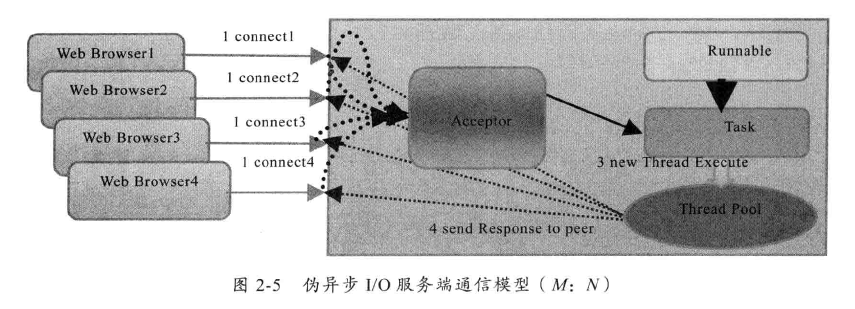 1 connect1
Web Browser1
Runnable
1 connect2
Web Browser2
1 connect3
Acceptor
Task
Web Browser3
1 connect4
3 new Thread Execute
Web Browser4
Thread Pool
4 send Response to peer
图 2-5 伪异步 I/O 服务端通信模型（M：N）